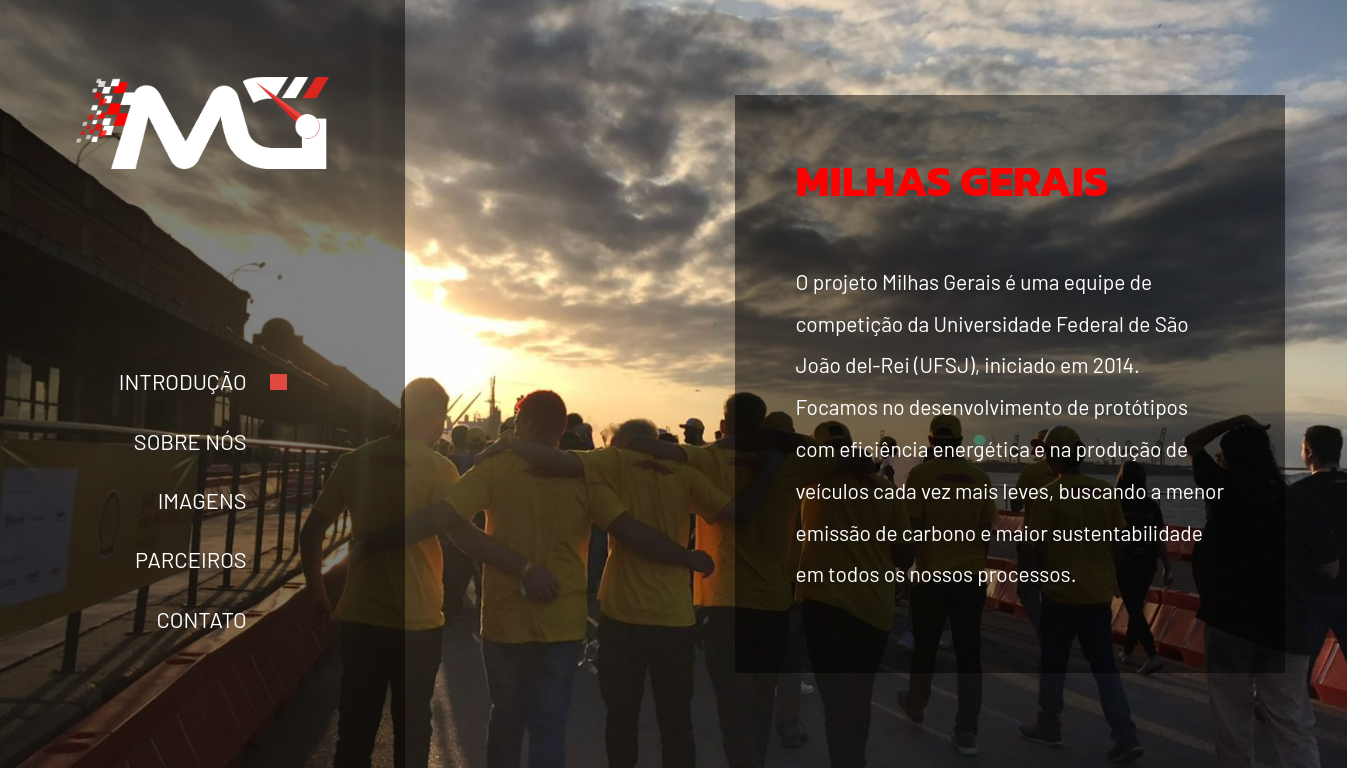 MG
INTRODUÇÃO
SOBRE NÓS
IMAGENS
PARCEIROS
CONTATO
MILHAS GERAIS
O projeto Milhas Gerais é uma equipe de
competição da Universidade Federal de São
João del-Rei (UFSJ), iniciado em 2014.
Focamos no desenvolvimento de protótipos
com eficiência energética e na produção de
veículos cada vez mais leves, buscando a menor
emissão de carbono e maior sustentabilidade
em todos os nossos processos.